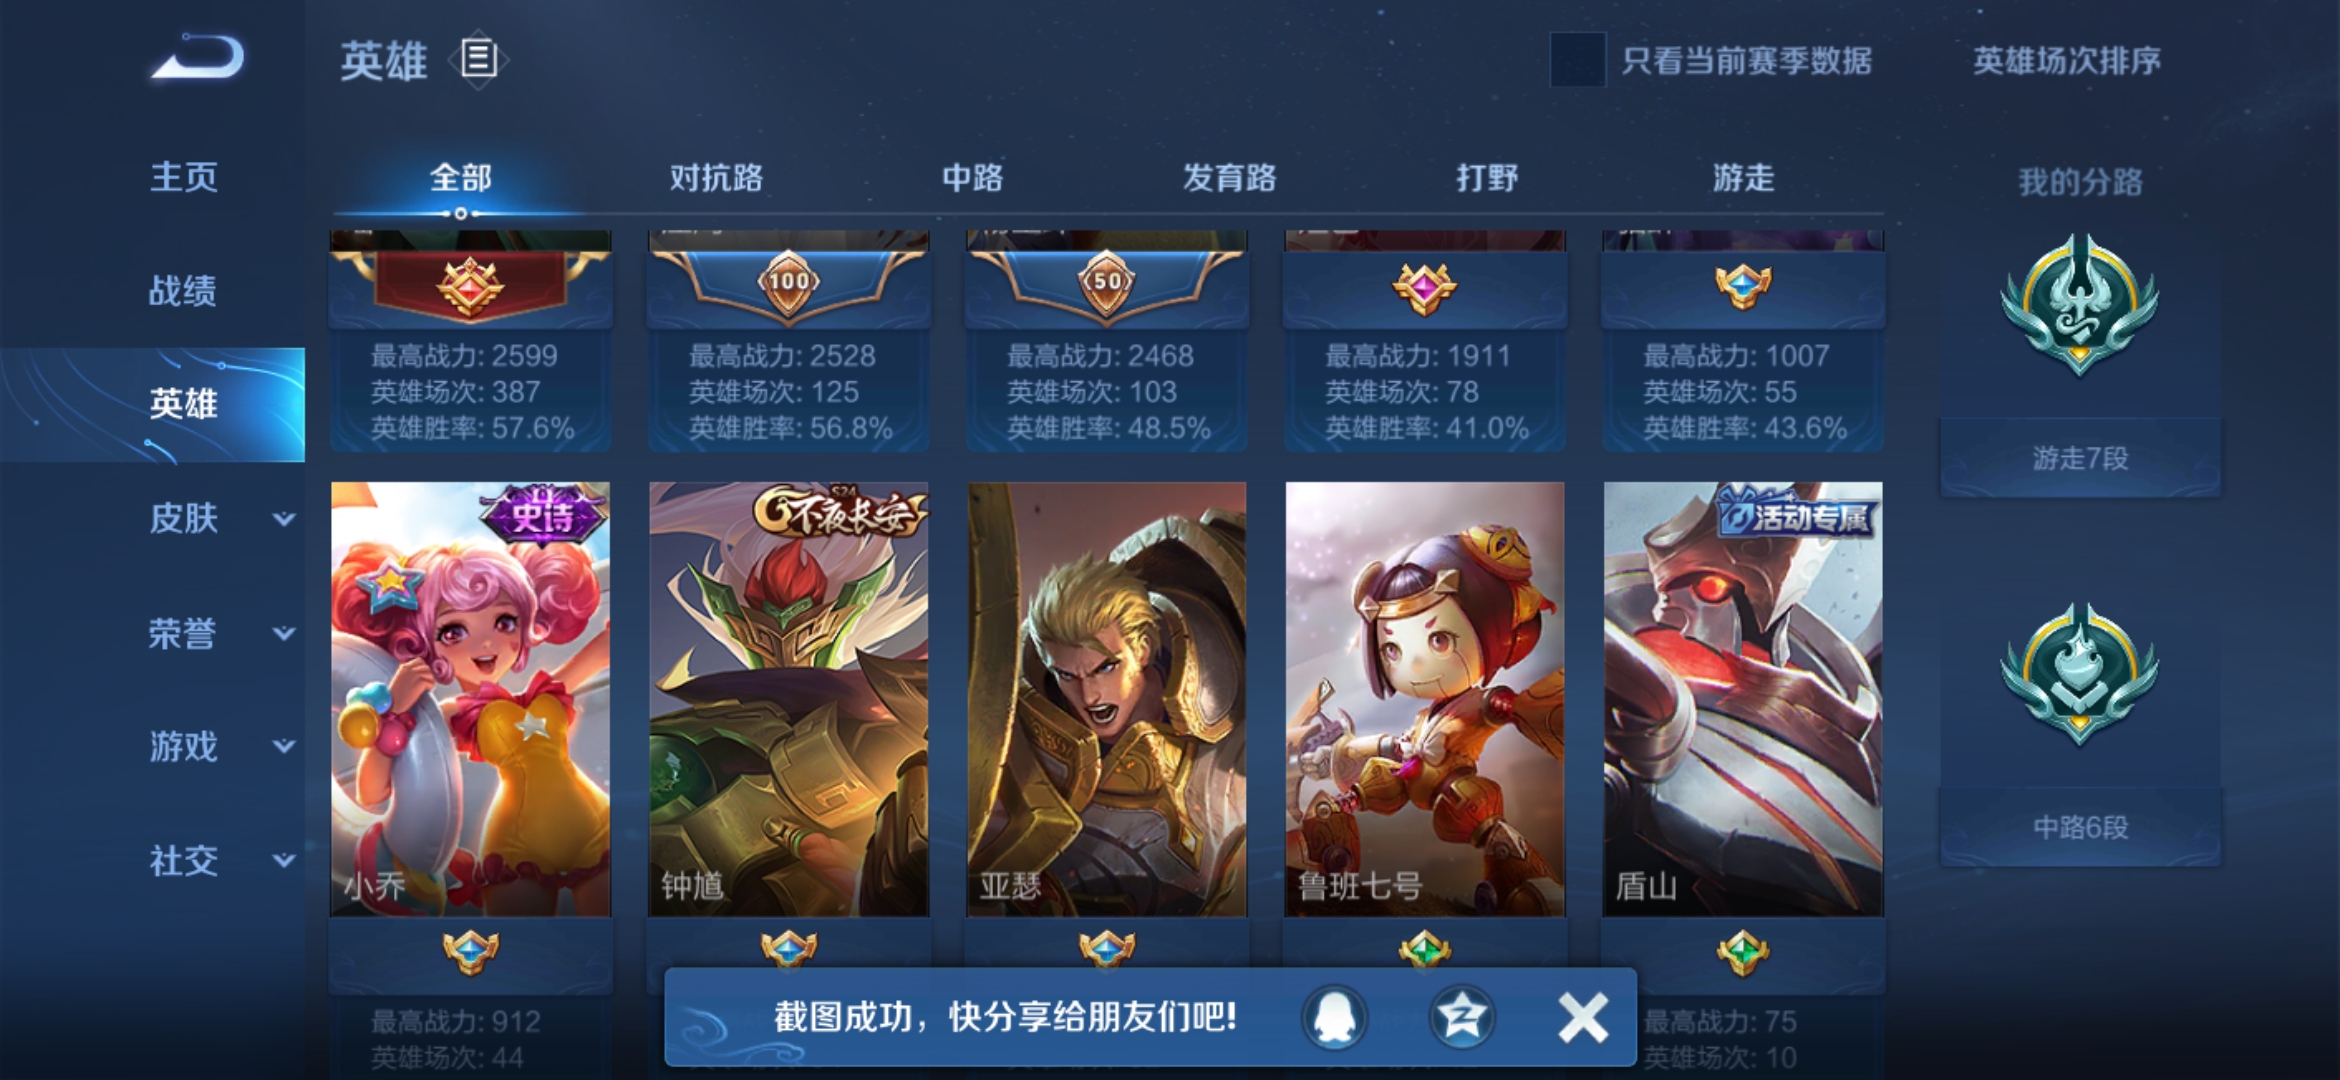 英雄
只看当前赛季数据
英雄场次排序
主页
战绩
英雄
皮肤
荣誉
游戏
社交
全部
对抗路
中路
发育路
打野
游走
我的分路
100
50
最高战力: 2599
英雄场次: 387
英雄胜率: 57.6%
最高战力: 2528
英雄场次: 125
英雄胜率: 56.8%
最高战力: 2468
英雄场次: 103
英雄胜率: 48.5%
最高战力: 1911
英雄场次: 78
英雄胜率: 41.0%
最高战力: 1007
英雄场次: 55
英雄胜率: 43.6%
游走7段
史诗
小乔
S24
不夜长安
钟馗
亚瑟
鲁班七号
活动专属
盾山
中路6段
最高战力: 912
英雄场次: 44
最高战力: 75
英雄场次: 10
截图成功，快分享给朋友们吧!